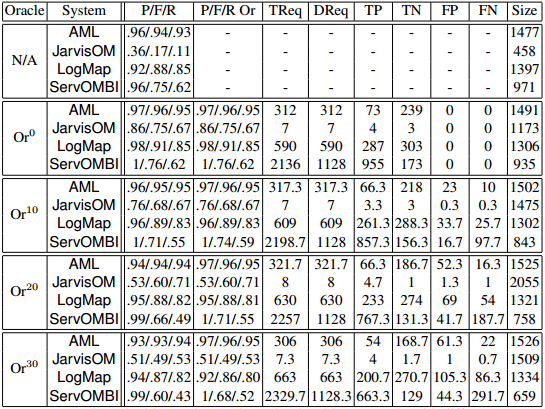 Oracle System P/F/R P/F/R Or TReq DReq TP TN FP FN Size
N/A AML .96/.94/.93 - - - - - - - 1477
JarvisOM .36/.17/.11 - - - - - - - 458
LogMap .92/.88/.85 - - - - - - - 1397
ServOMBI .96/.75/.62 - - - - - - - 971
Or0 AML .97/.96/.95 .97/.96/.95 312 312 73 239 0 0 1491
JarvisOM .86/.75/.67 .86/.75/.67 7 7 4 3 0 0 1173
LogMap .98/.91/.85 .98/.91/.85 590 590 287 303 0 0 1306
ServOMBI 1/.76/.62 1/.76/.62 2136 1128 955 173 0 0 935
Or10 AML .96/.95/.95 .97/.96/.95 317.3 317.3 66.3 218 23 10 1502
JarvisOM .76/.68/.67 .76/.68/.67 7 7 3.3 3 0.3 0.3 1475
LogMap .96/.89/.83 .96/.89/.83 609 609 261.3 288.3 33.7 25.7 1302
ServOMBI 1/.71/.55 1/.74/.59 2198.7 1128 857.3 156.3 16.7 97.7 843
Or20 AML .94/.94/.94 .97/.96/.95 321.7 321.7 66.3 186.7 52.3 16.3 1525
JarvisOM .53/.60/.71 .53/.60/.71 8 8 4.7 1 1.3 1 2055
LogMap .95/.88/.82 .95/.88/.81 630 630 233 274 69 54 1321
ServOMBI .99/.66/.49 1/.71/.55 2257 1128 767.3 131.3 41.7 187.7 758
Or30 AML .93/.93/.94 .97/.96/.95 306 306 54 168.7 61.3 22 1526
JarvisOM .51/.49/.53 .51/.49/.53 7.3 7.3 4 1.7 1 0.7 1509
LogMap .94/.87/.82 .92/.86/.80 663 663 200.7 270.7 105.3 86.3 1334
ServOMBI .99/.60/.43 1/.68/.52 2329.7 1128.3 663.3 129 44.3 291.7 659